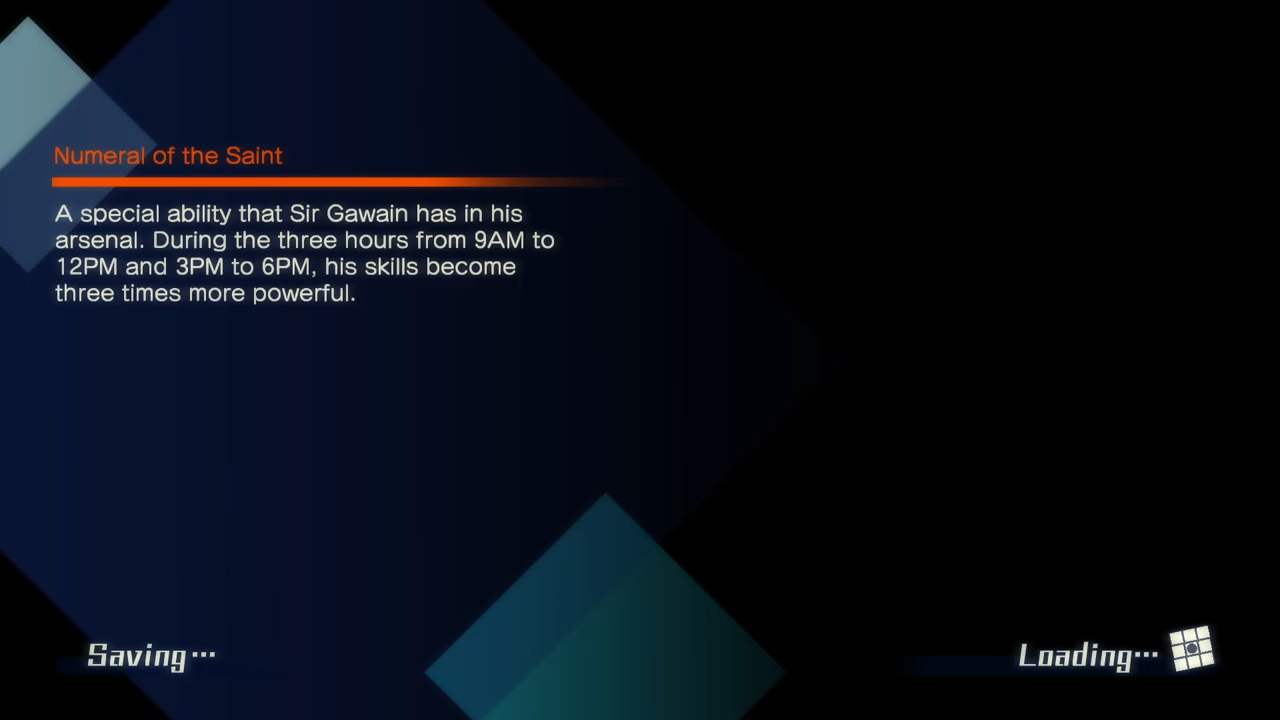 Numeral of the Saint
A special ability that Sir Gawain has in his
arsenal. During the three hours from 9AM to
12PM and 3PM to 6PM, his skills become
three times more powerful.
Saving…
Loading…